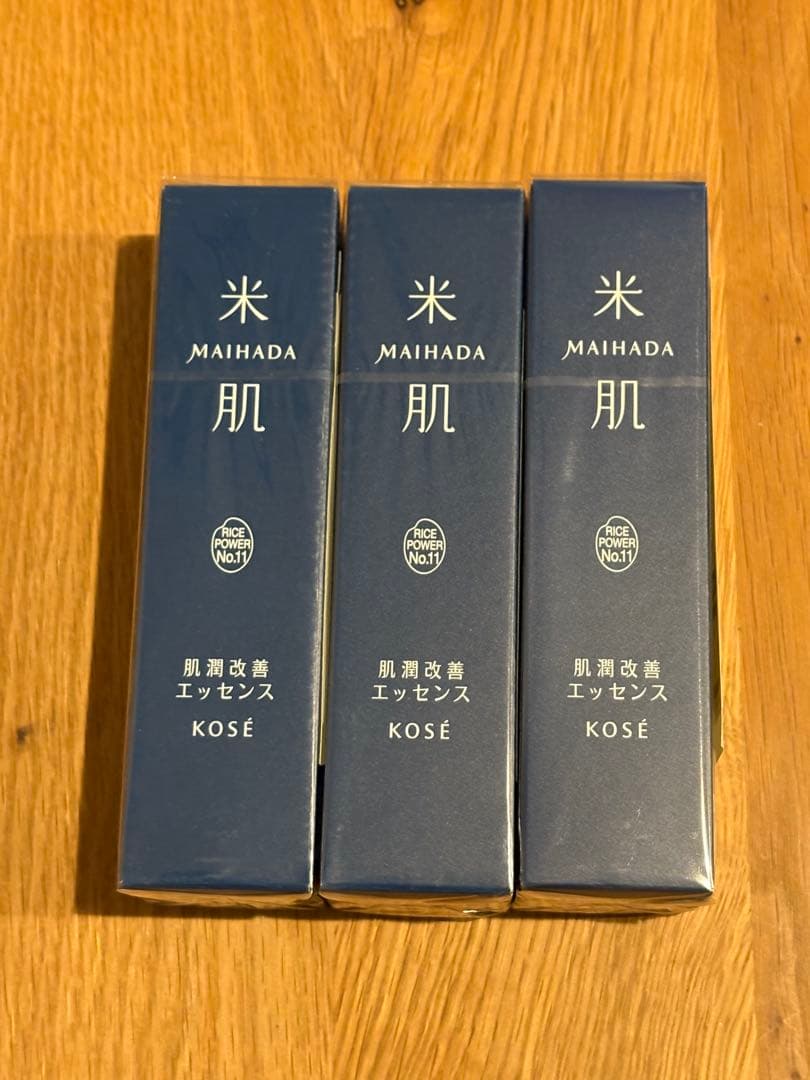 米
MAIHADA
肌
RICE
POWER
No.11
肌潤改善
エッセンス
KOSÉ
米
MAIHADA
肌
RICE
POWER
No.11
肌潤改善
エッセンス
KOSÉ
米
MAIHADA
肌
RICE
POWER
No.11
肌潤改善
エッセンス
KOSÉ